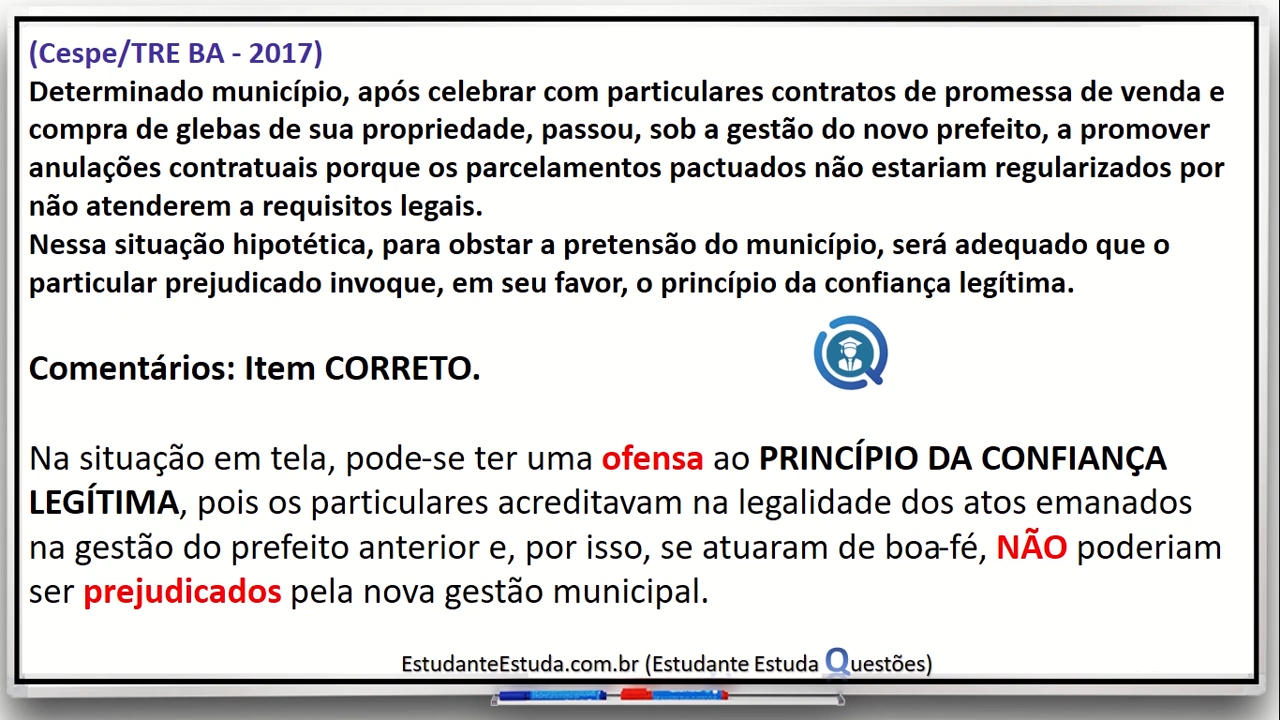 (Cespe/TRE BA - 2017)
Determinado município, após celebrar com particulares contratos de promessa de venda e
compra de glebas de sua propriedade, passou, sob a gestão do novo prefeito, a promover
anulações contratuais porque os parcelamentos pactuados não estariam regularizados por
não atenderem a requisitos legais.
Nessa situação hipotética, para obstar a pretensão do município, será adequado que o
particular prejudicado invoque, em seu favor, o princípio da confiança legítima.
Comentários: Item CORRETO.
Na situação em tela, pode-se ter uma ofensa ao PRINCÍPIO DA CONFIANÇA
LEGÍTIMA, pois os particulares acreditavam na legalidade dos atos emanados
na gestão do prefeito anterior e, por isso, se atuaram de boa-fé, NÃO poderiam
ser prejudicados pela nova gestão municipal.
EstudanteEstuda.com.br (Estudante Estuda Questões)